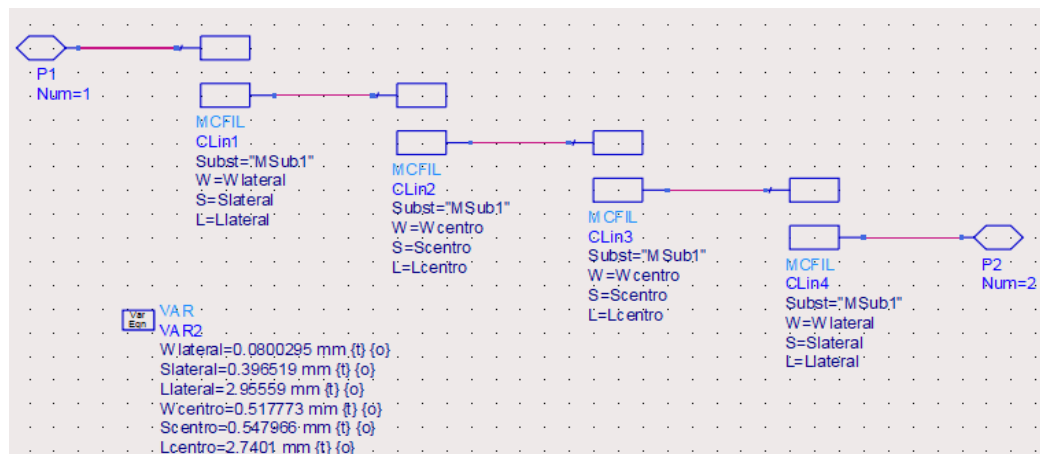 P1
Num=1
MCFIL
CLin1
Subst="MSub1"
W=Wlateral
S=Slateral
L=Llateral
MCFIL
CLin2
Subst="MSub1"
W=Wcentro
S=Scentro
L=Lcentro
MCFIL
CLin3
Subst="MSub1"
W=Wcentro
S=Scentro
L=Lcentro
MCFIL
CLin4
Subst="MSub1"
W=Wlateral
S=Slateral
L=Llateral
P2
Num=2
Var
Eqn
VAR
VAR2
Wlateral=0.0800295 mm {t} {o}
Slateral=0.396519 mm {t} {o}
Llateral=2.95559 mm {t} {o}
Wcentro=0.517773 mm {t} {o}
Scentro=0.547966 mm {t} {o}
Lcentro=2.7401 mm {t} {o}